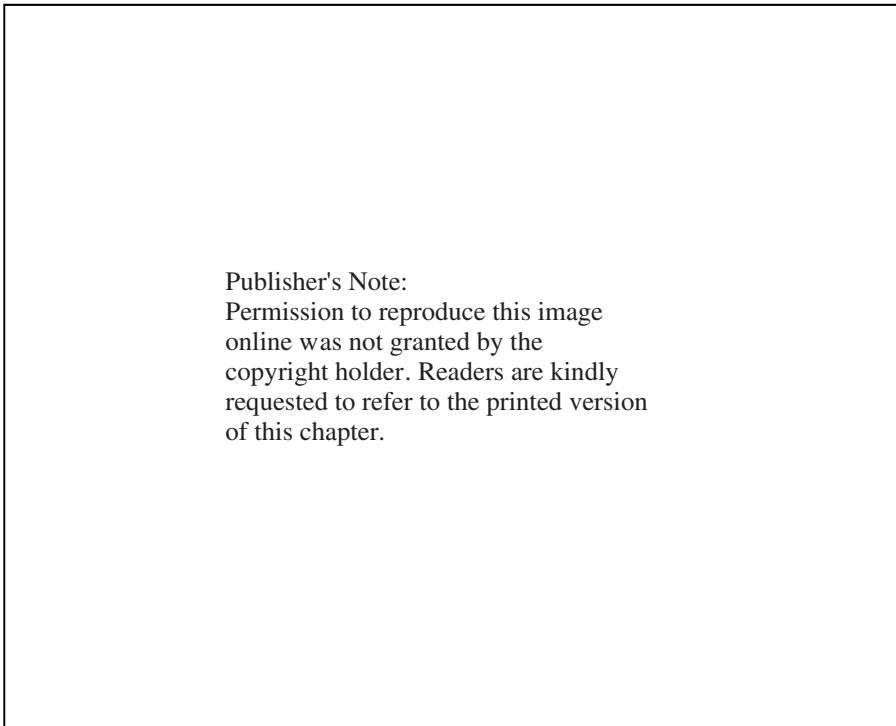 Publisher's Note:
Permission to reproduce this image
online was not granted by the
copyright holder. Readers are kindly
requested to refer to the printed version
of this chapter.